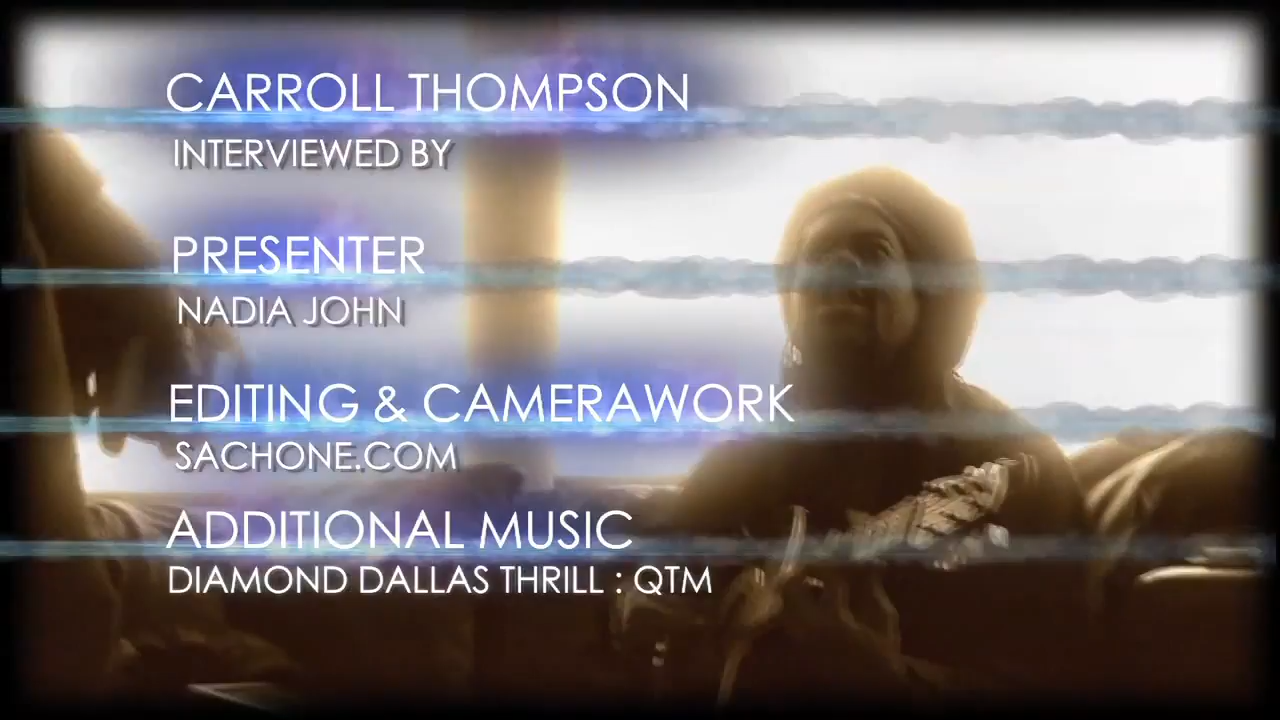 CARROLL THOMPSON
INTERVIEWED BY
PRESENTER
NADIA JOHN
EDITING & CAMERAWORK
SACHONE.COM
ADDITIONAL MUSIC
DIAMOND DALLAS THRILL : QTM